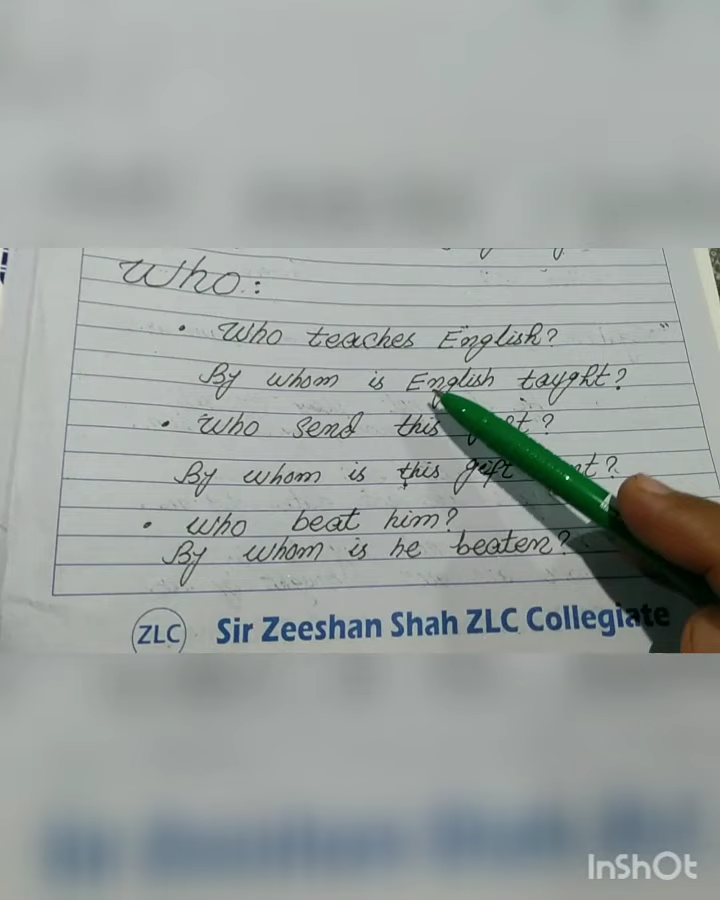 Who :
• Who teaches English?
By whom is English taught?
• Who send this ?
By whom is this gift ?
• Who beat him?
By whom is he beaten?
ZLC Sir Zeeshan Shah ZLC Collegiate
InShOt